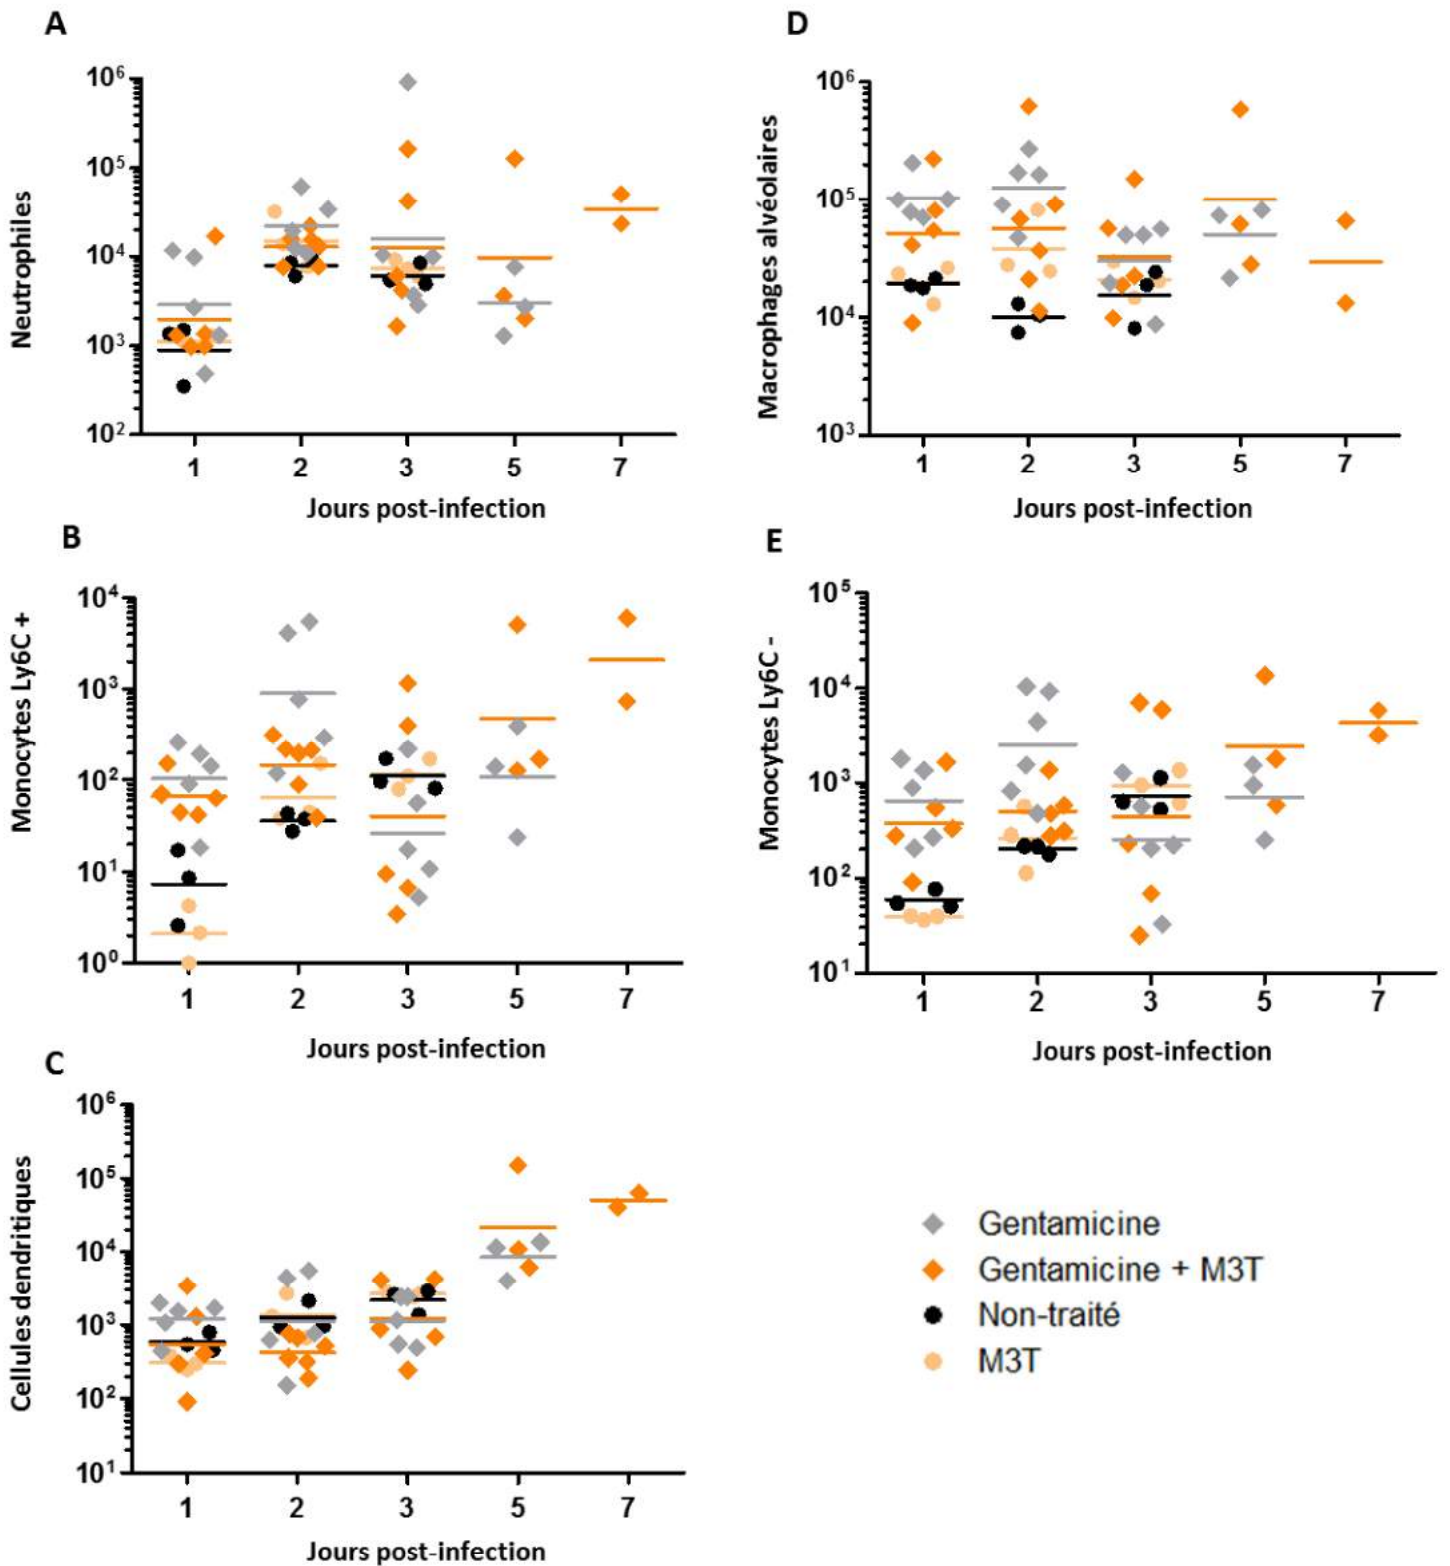 A
Neutrophiles
10⁶
10⁵
10⁴
10³
10²
1 2 3 5 7
Jours post-infection
D
Macrophages alvéolaires
10⁶
10⁵
10⁴
10³
1 2 3 5 7
Jours post-infection
B
Monocytes Ly6C +
10⁴
10³
10²
10¹
10⁰
1 2 3 5 7
Jours post-infection
E
Monocytes Ly6C -
10⁵
10⁴
10³
10²
10¹
1 2 3 5 7
Jours post-infection
C
Cellules dendritiques
10⁶
10⁵
10⁴
10³
10²
10¹
1 2 3 5 7
Jours post-infection
Gentamicine
Gentamicine + M3T
Non-traité
M3T